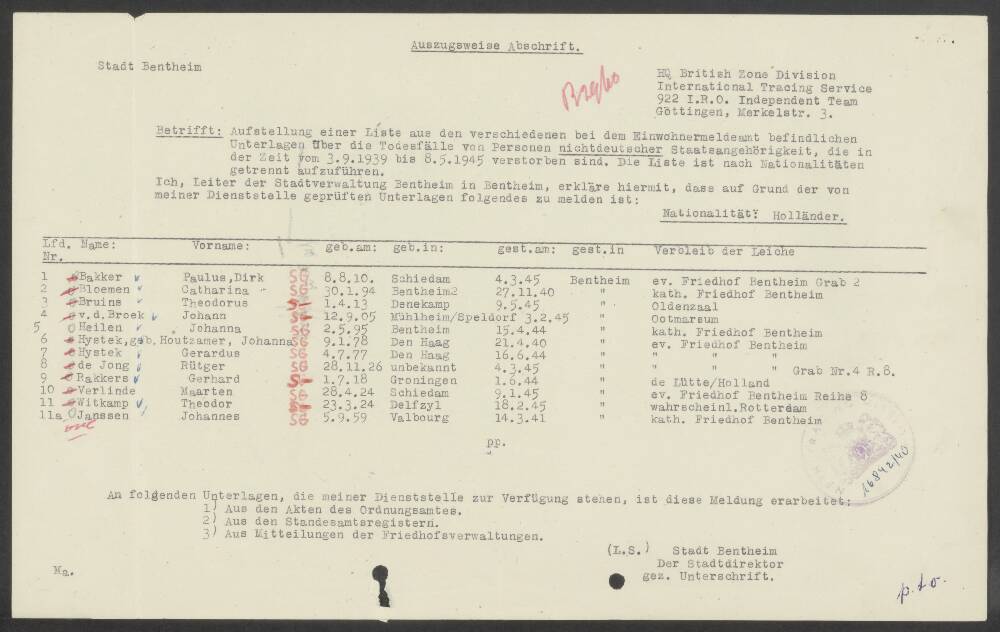 Auszugsweise Abschrift.
Stadt Bentheim
HQ British Zone Division
International Tracing Service
922 I.R.O. Independent Team
Göttingen, Merkelstr. 3.
Betrifft: Aufstellung einer Liste aus den verschiedenen bei dem Einwohnermeldeamt befindlichen
Unterlagen über die Todesfälle von Personen nichtdeutscher Staatsangehörigkeit, die in
der Zeit vom 3.9.1939 bis 8.5.1945 verstorben sind. Die Liste ist nach Nationalitäten
getrennt aufzuführen.
Ich, Leiter der Stadtverwaltung Bentheim in Bentheim, erkläre hiermit, dass auf Grund der von
meiner Dienststelle geprüften Unterlagen folgendes zu melden ist:
Nationalität: Holländer.
Lfd. Name: Vorname: geb.am: geb.in: gest.am: gest.in Verbleib der Leiche
Nr.
1 Bakker Paulus,Dirk SG 8.8.10. Schiedam 4.3.45 Bentheim ev. Friedhof Bentheim Grab 2
2 Bloemen Catharina SG 30.1.94 Bentheim2 27.11.40 " kath. Friedhof Bentheim
3 Bruins Theodorus S- 1.4.13 Denekamp 9.5.45 " Oldenzaal
4 v.d.Broek Johann S- 12.9.05 Mühlheim/Speldorf 3.2.45 " Ootmarsum
5 Heilen Johanna SG 2.5.95 Bentheim 15.4.44 " kath. Friedhof Bentheim
6 Hystek,geb.Houtzamer, Johanna SG 9.1.78 Den Haag 21.4.40 " ev. Friedhof Bentheim
7 Hystek Gerardus SG 4.7.77 Den Haag 16.6.44 " " " "
8 de Jong Rütger SG 28.11.26 unbekannt 4.3.45 " " " " Grab Nr.4 R.8.
9 Rakkers Gerhard S- 1.7.18 Groningen 1.6.44 " de Lütte/Holland
10 Verlinde Maarten SG 28.4.24 Schiedam 9.1.45 " ev. Friedhof Bentheim Reihe 8
11 Witkamp Theodor S- 23.3.24 Delfzyl 18.2.45 " wahrscheinl.Rotterdam
11a Janssen Johannes SG 5.9.59 Valbourg 14.3.41 " kath. Friedhof Bentheim
pp.
16842/40
An folgenden Unterlagen, die meiner Dienststelle zur Verfügung stehen, ist diese Meldung erarbeitet:
1) Aus den Akten des Ordnungsamtes.
2) Aus den Standesamtsregistern.
3) Aus Mitteilungen der Friedhofsverwaltungen.
(L.S.) Stadt Bentheim
Der Stadtdirektor
gez. Unterschrift.
Ma.
p.t.o.